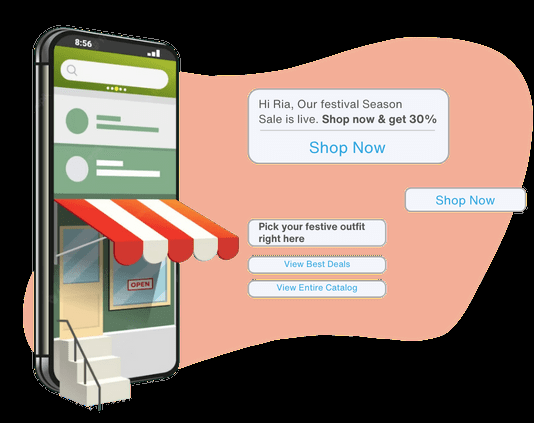 8:56
Hi Ria, Our festival Season
Sale is live. Shop now & get 30%
Shop Now
Shop Now
Pick your festive outfit
right here
View Best Deals
View Entire Catalog
OPEN